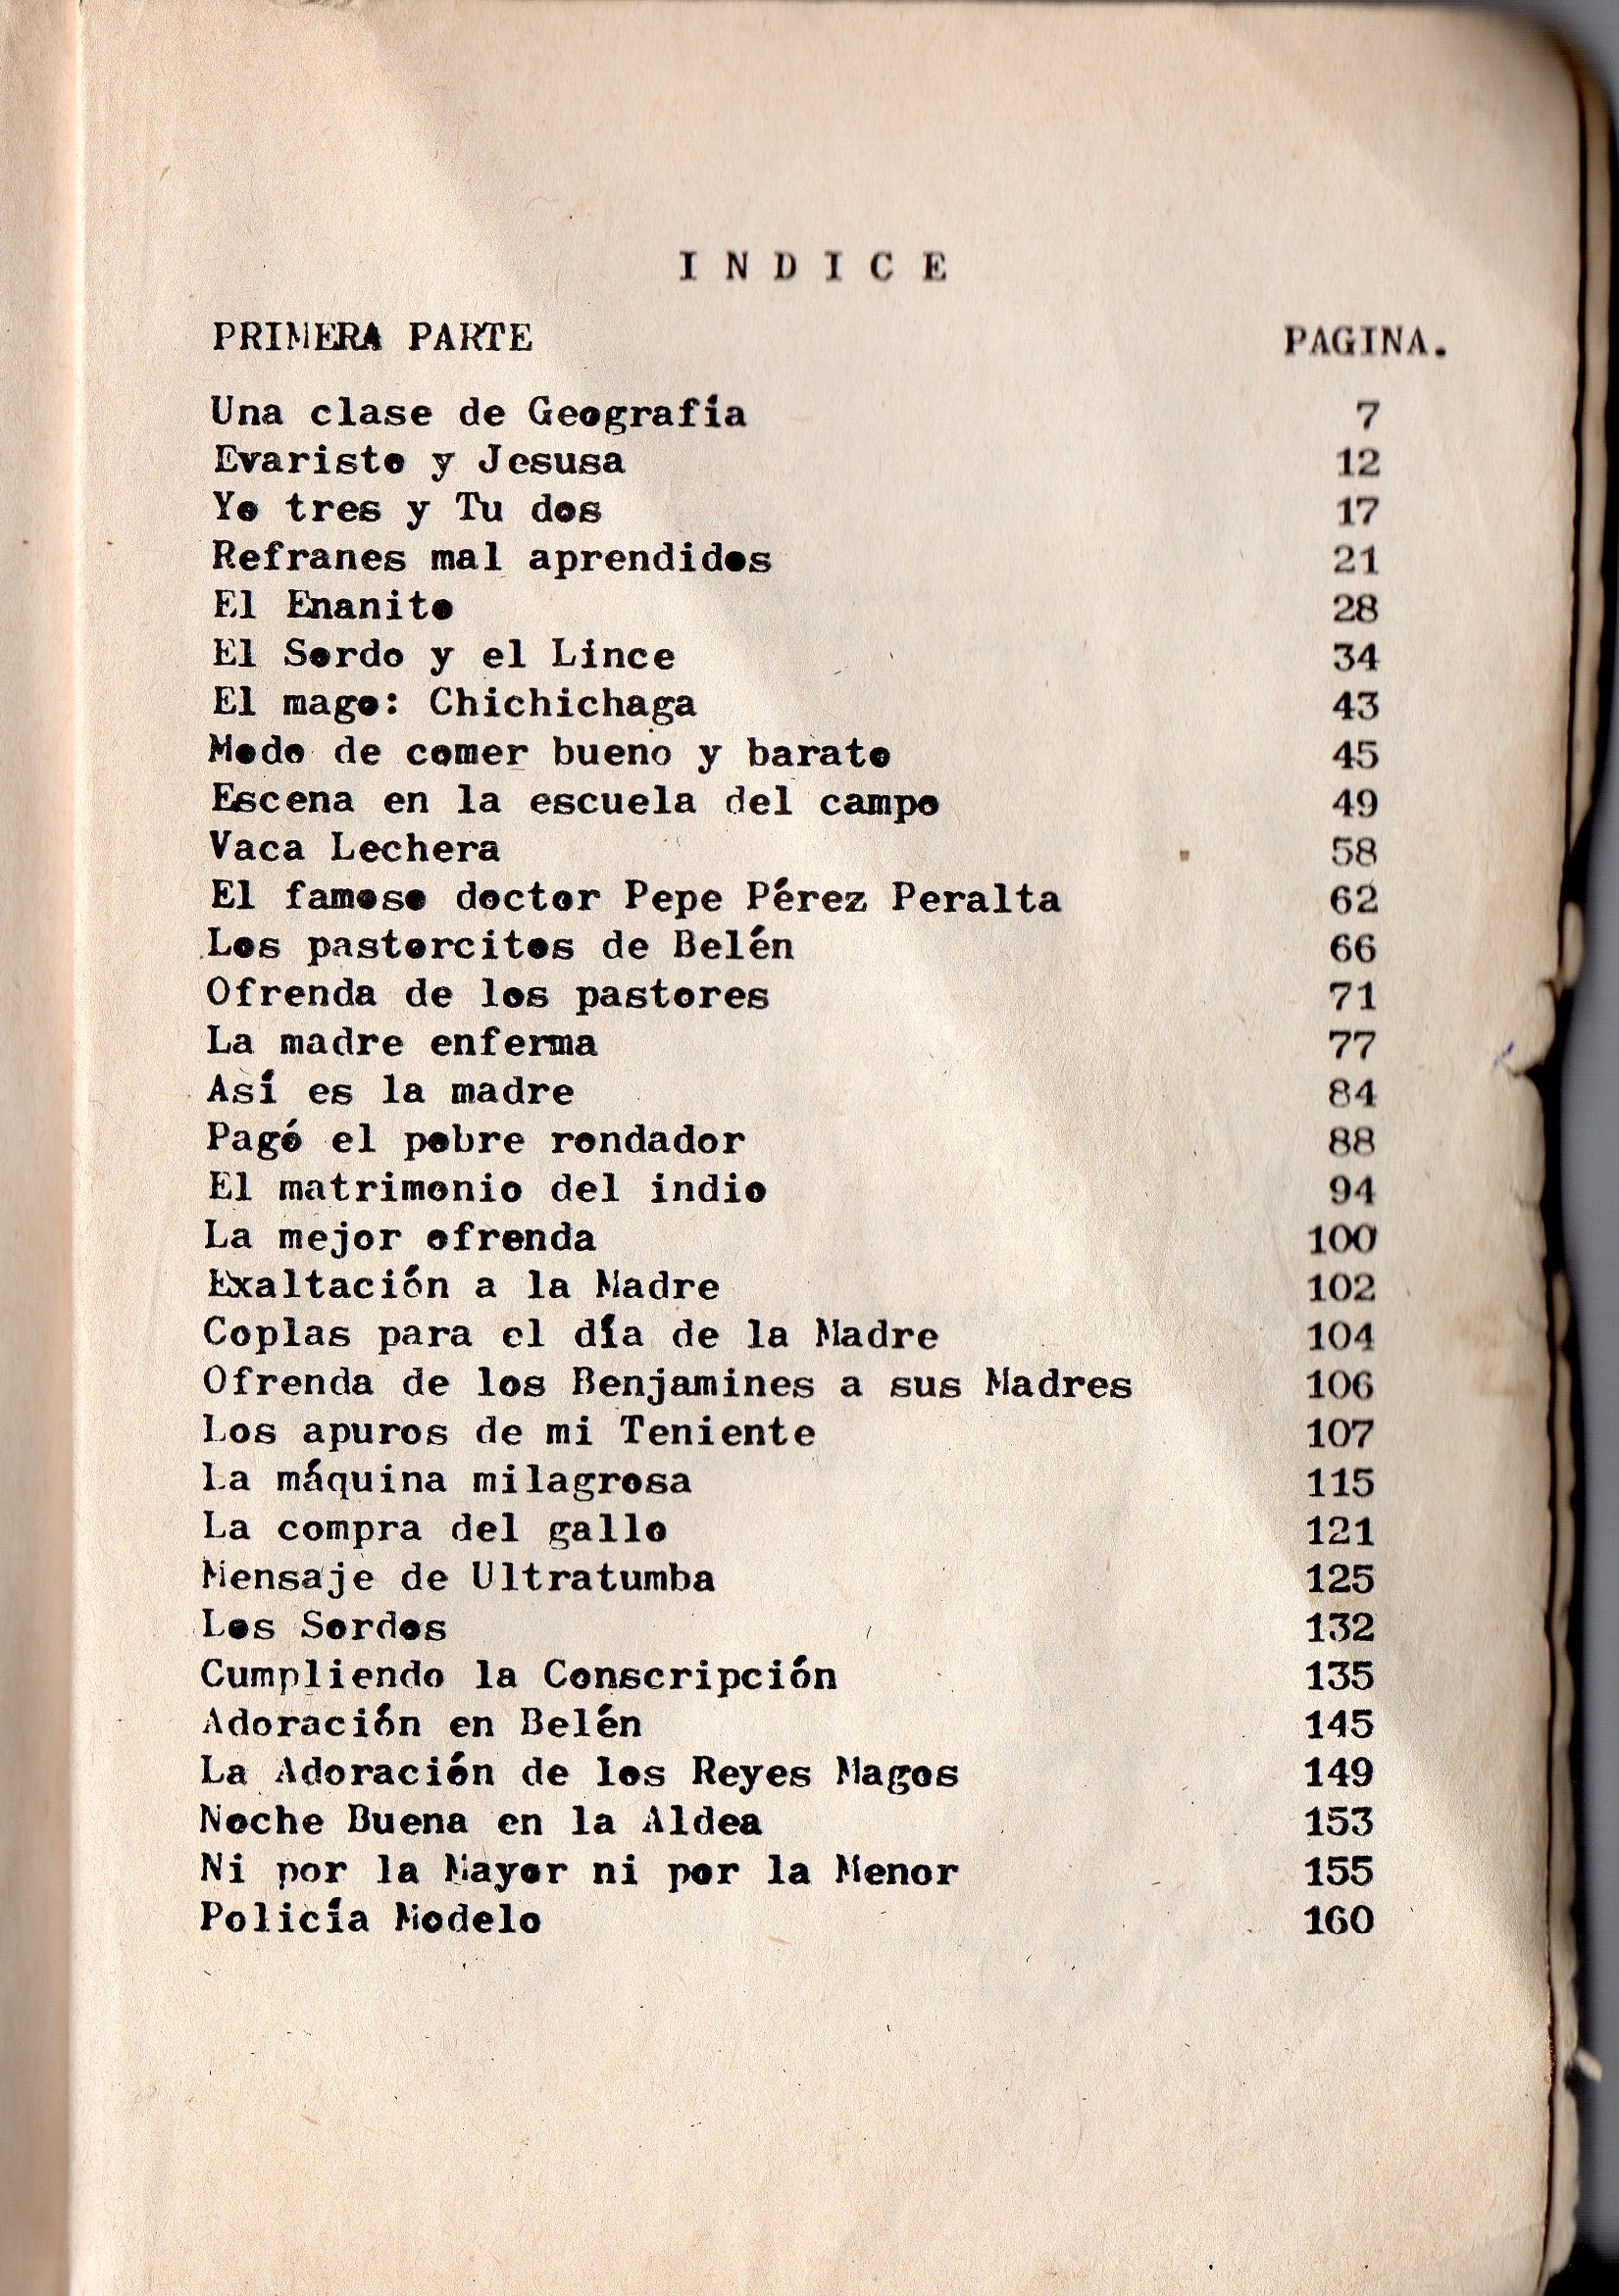 I N D I C E
PRIMERA PARTE PAGINA.
Una clase de Geografía 7
Evaristo y Jesusa 12
Yo tres y Tu dos 17
Refranes mal aprendidos 21
El Enanito 28
El Sordo y el Lince 34
El mago: Chichichaga 43
Modo de comer bueno y barato 45
Escena en la escuela del campo 49
Vaca Lechera 58
El famoso doctor Pepe Pérez Peralta 62
Los pastorcitos de Belén 66
Ofrenda de los pastores 71
La madre enferma 77
Así es la madre 84
Pagó el pobre rondador 88
El matrimonio del indio 94
La mejor ofrenda 100
Exaltación a la Madre 102
Coplas para el día de la Madre 104
Ofrenda de los Benjamines a sus Madres 106
Los apuros de mi Teniente 107
La máquina milagrosa 115
La compra del gallo 121
Mensaje de Ultratumba 125
Los Sordos 132
Cumpliendo la Conscripción 135
Adoración en Belén 145
La Adoración de los Reyes Magos 149
Noche Buena en la Aldea 153
Ni por la Mayor ni por la Menor 155
Policía Modelo 160